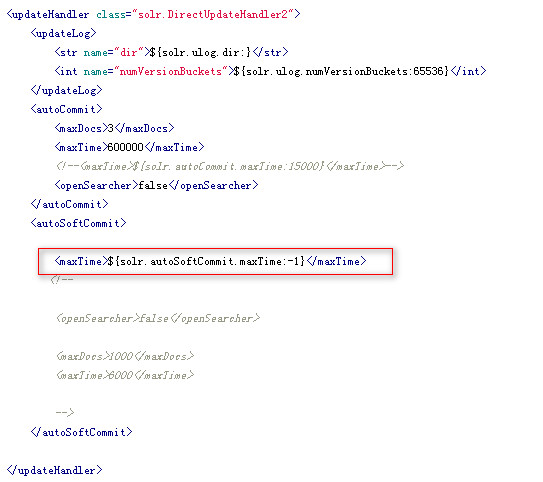 <updateHandler class="solr.DirectUpdateHandler2">
<updateLog>
<str name="dir">${solr.ulog.dir:}</str>
<int name="numVersionBuckets">${solr.ulog.numVersionBuckets:65536}</int>
</updateLog>
<autoCommit>
<maxDocs>3</maxDocs>
<maxTime>600000</maxTime>
<!--<maxTime>${solr.autoCommit.maxTime:15000}</maxTime>-->
<openSearcher>false</openSearcher>
</autoCommit>
<autoSoftCommit>
<maxTime>${solr.autoSoftCommit.maxTime:-1}</maxTime>
<!--
<openSearcher>false</openSearcher>
<maxDocs>1000</maxDocs>
<maxTime>6000</maxTime>
-->
</autoSoftCommit>
</updateHandler>